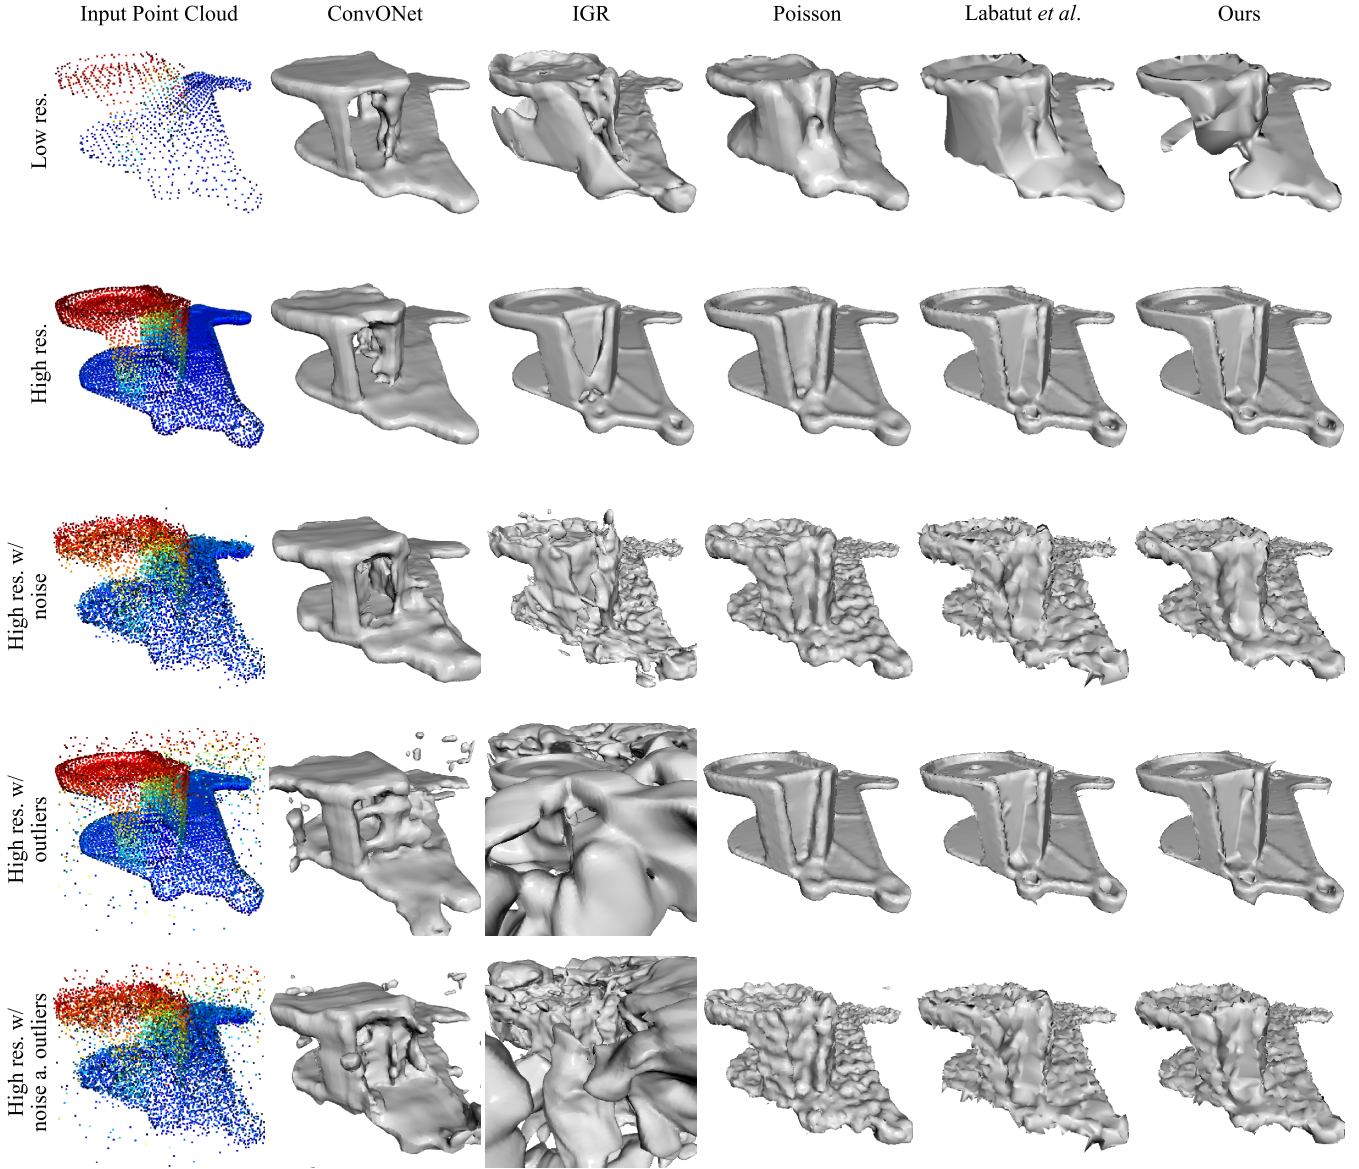 Input Point Cloud ConvONet IGR Poisson Labatut et al. Ours
Low res.
High res.
High res. w/
noise
High res. w/
outliers
High res. w/
noise a. outliers